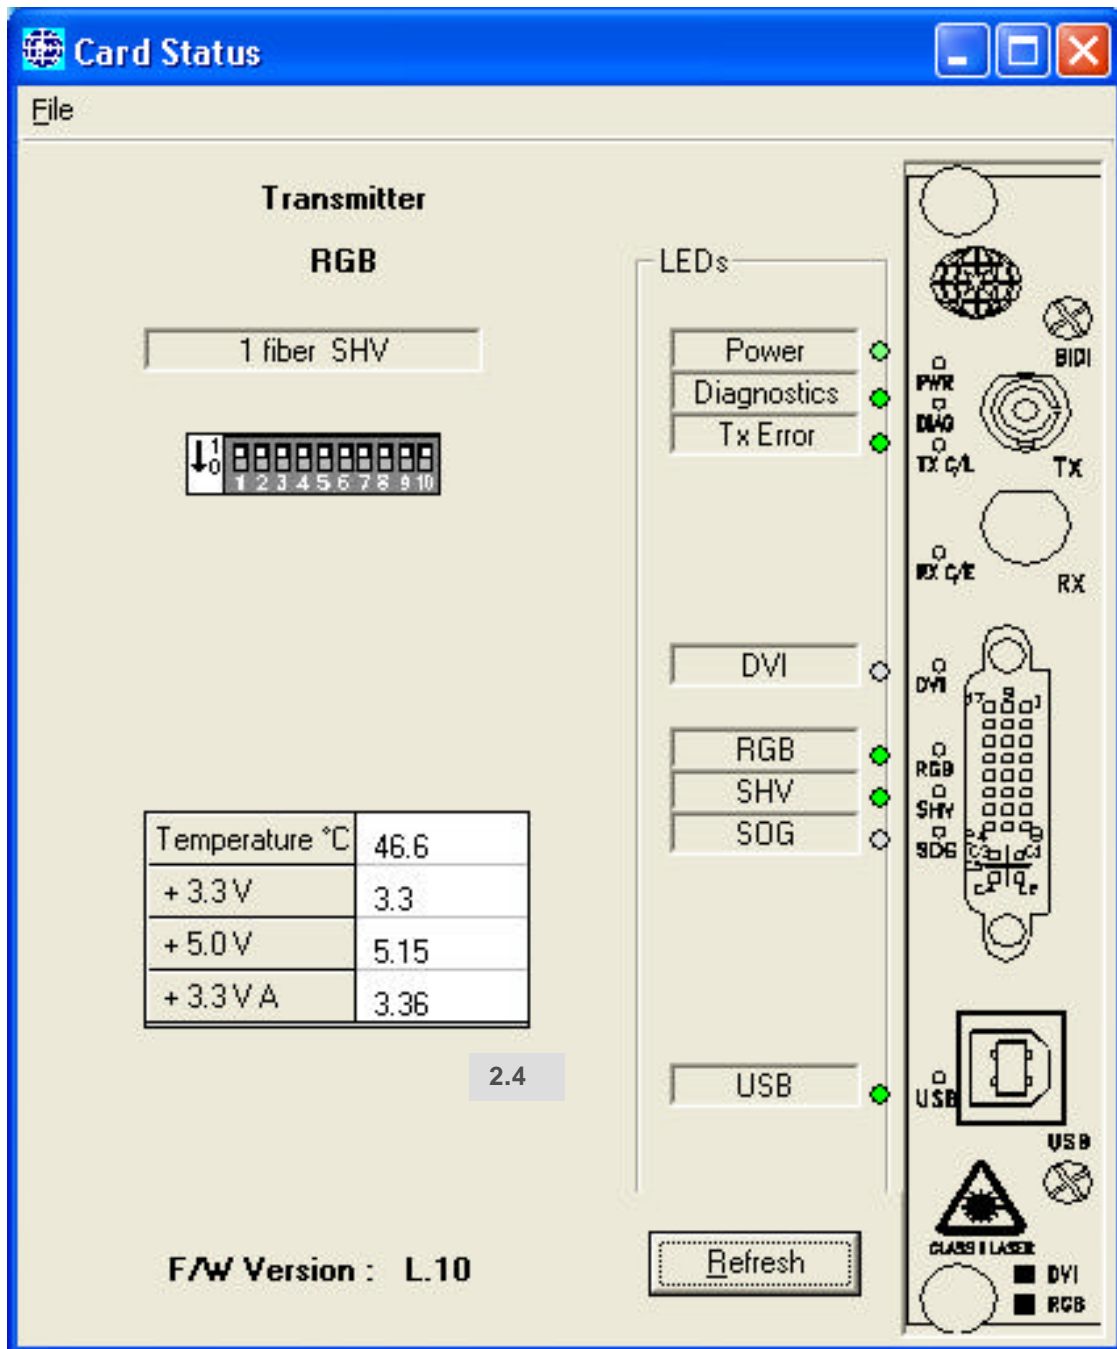 Card Status
File
Transmitter
RGB
1 fiber SHV
1
0
1 2 3 4 5 6 7 8 9 10
Temperature °C 46.6
+ 3.3 V 3.3
+ 5.0 V 5.15
+ 3.3 V A 3.36
2.4
F/W Version : L.10
LEDs
Power
Diagnostics
Tx Error
DVI
RGB
SHV
SOG
USB
Refresh
BIDI
PWR
DIAG
TX C/L
TX
RX C/E
RX
DVI
RGB
SHV
SOG
USB
USB
CLASS I LASER
DVI
RGB